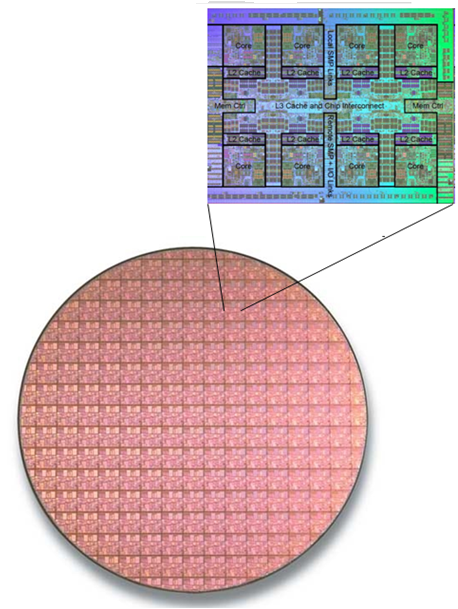 Core
Core
Core
Core
Local SMP Links
L2 Cache
L2 Cache
L2 Cache
L2 Cache
Mem Ctrl
L3 Cache and Chip Interconnect
Mem Ctrl
L2 Cache
L2 Cache
L2 Cache
L2 Cache
Core
Core
Core
Core
Remote SMP + I/O Links